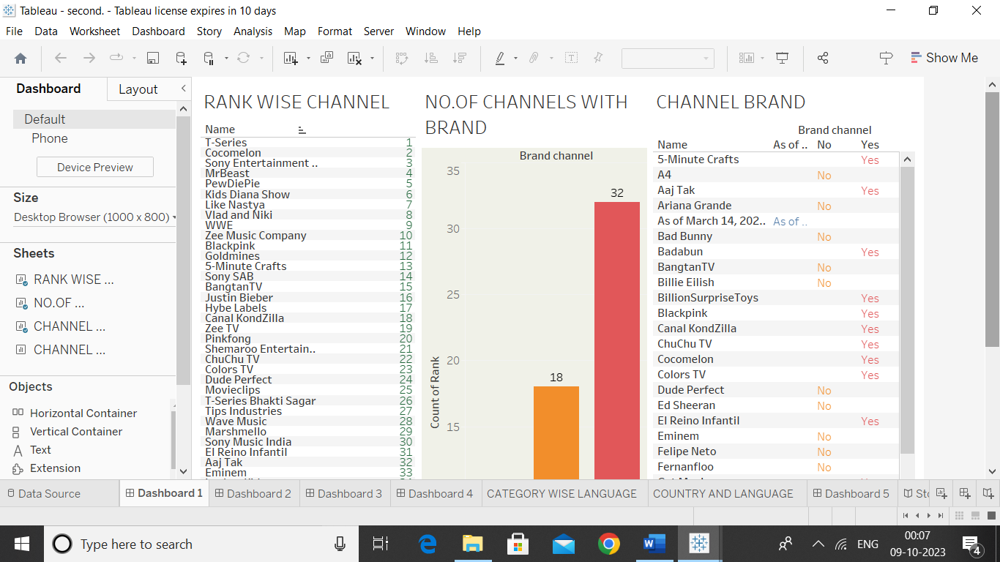 Tableau - second. - Tableau license expires in 10 days
File Data Worksheet Dashboard Story Analysis Map Format Server Window Help
Show Me
Dashboard Layout
Default
Phone
Device Preview
Size
Desktop Browser (1000 x 800)
Sheets
RANK WISE ...
NO.OF ...
CHANNEL ...
CHANNEL ...
Objects
Horizontal Container
Vertical Container
Text
Extension
RANK WISE CHANNEL
Name
T-Series 1
Cocomelon 2
Sony Entertainment .. 3
MrBeast 4
PewDiePie 5
Kids Diana Show 6
Like Nastya 7
Vlad and Niki 8
WWE 9
Zee Music Company 10
Blackpink 11
Goldmines 12
5-Minute Crafts 13
Sony SAB 14
BangtanTV 15
Justin Bieber 16
Hybe Labels 17
Canal KondZilla 18
Zee TV 19
Pinkfong 20
Shemaroo Entertain.. 21
ChuChu TV 22
Colors TV 23
Dude Perfect 24
Movieclips 25
T-Series Bhakti Sagar 26
Tips Industries 27
Wave Music 28
Marshmello 29
Sony Music India 30
El Reino Infantil 31
Aaj Tak 32
Eminem 33
NO.OF CHANNELS WITH
BRAND
Brand channel
35
32
30
25
20
18
15
Count of Rank
CHANNEL BRAND
Brand channel
Name As of .. No Yes
5-Minute Crafts Yes
A4 No
Aaj Tak Yes
Ariana Grande No
As of March 14, 202.. As of ..
Bad Bunny No
Badabun Yes
BangtanTV No
Billie Eilish No
BillionSurpriseToys Yes
Blackpink Yes
Canal KondZilla Yes
ChuChu TV Yes
Cocomelon Yes
Colors TV Yes
Dude Perfect No
Ed Sheeran No
El Reino Infantil Yes
Eminem No
Felipe Neto No
Fernanfloo No
Data Source Dashboard 1 Dashboard 2 Dashboard 3 Dashboard 4 CATEGORY WISE LANGUAGE COUNTRY AND LANGUAGE Dashboard 5
Type here to search
ENG
00:07
09-10-2023
4